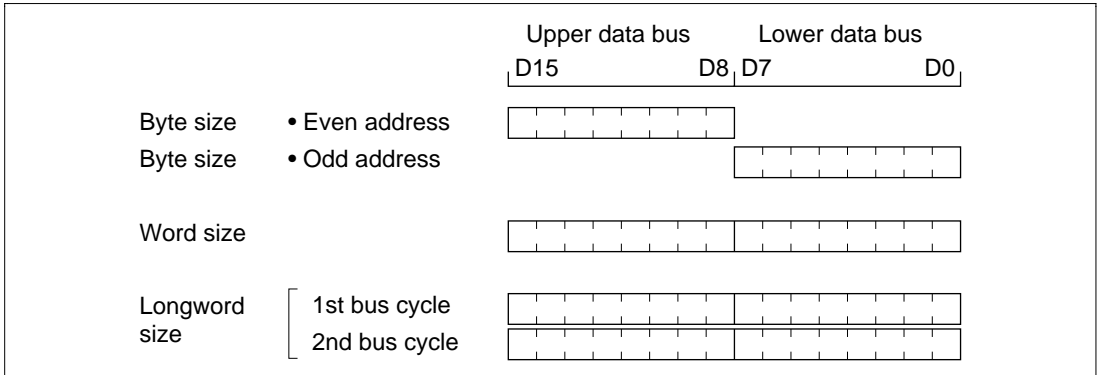 Upper data bus Lower data bus
D15 D8 D7 D0
Byte size • Even address
Byte size • Odd address
Word size
Longword size
1st bus cycle
2nd bus cycle